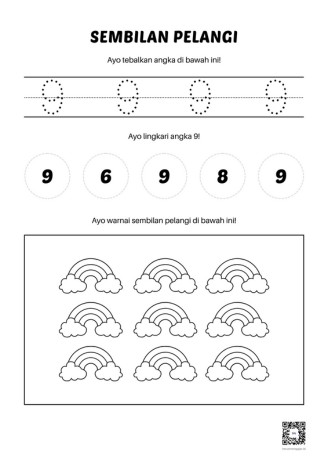 SEMBILAN PELANGI
Ayo tebalkan angka di bawah ini!
9 9 9 9
Ayo lingkari angka 9!
9 6 9 8 9
Ayo warnai sembilan pelangi di bawah ini!